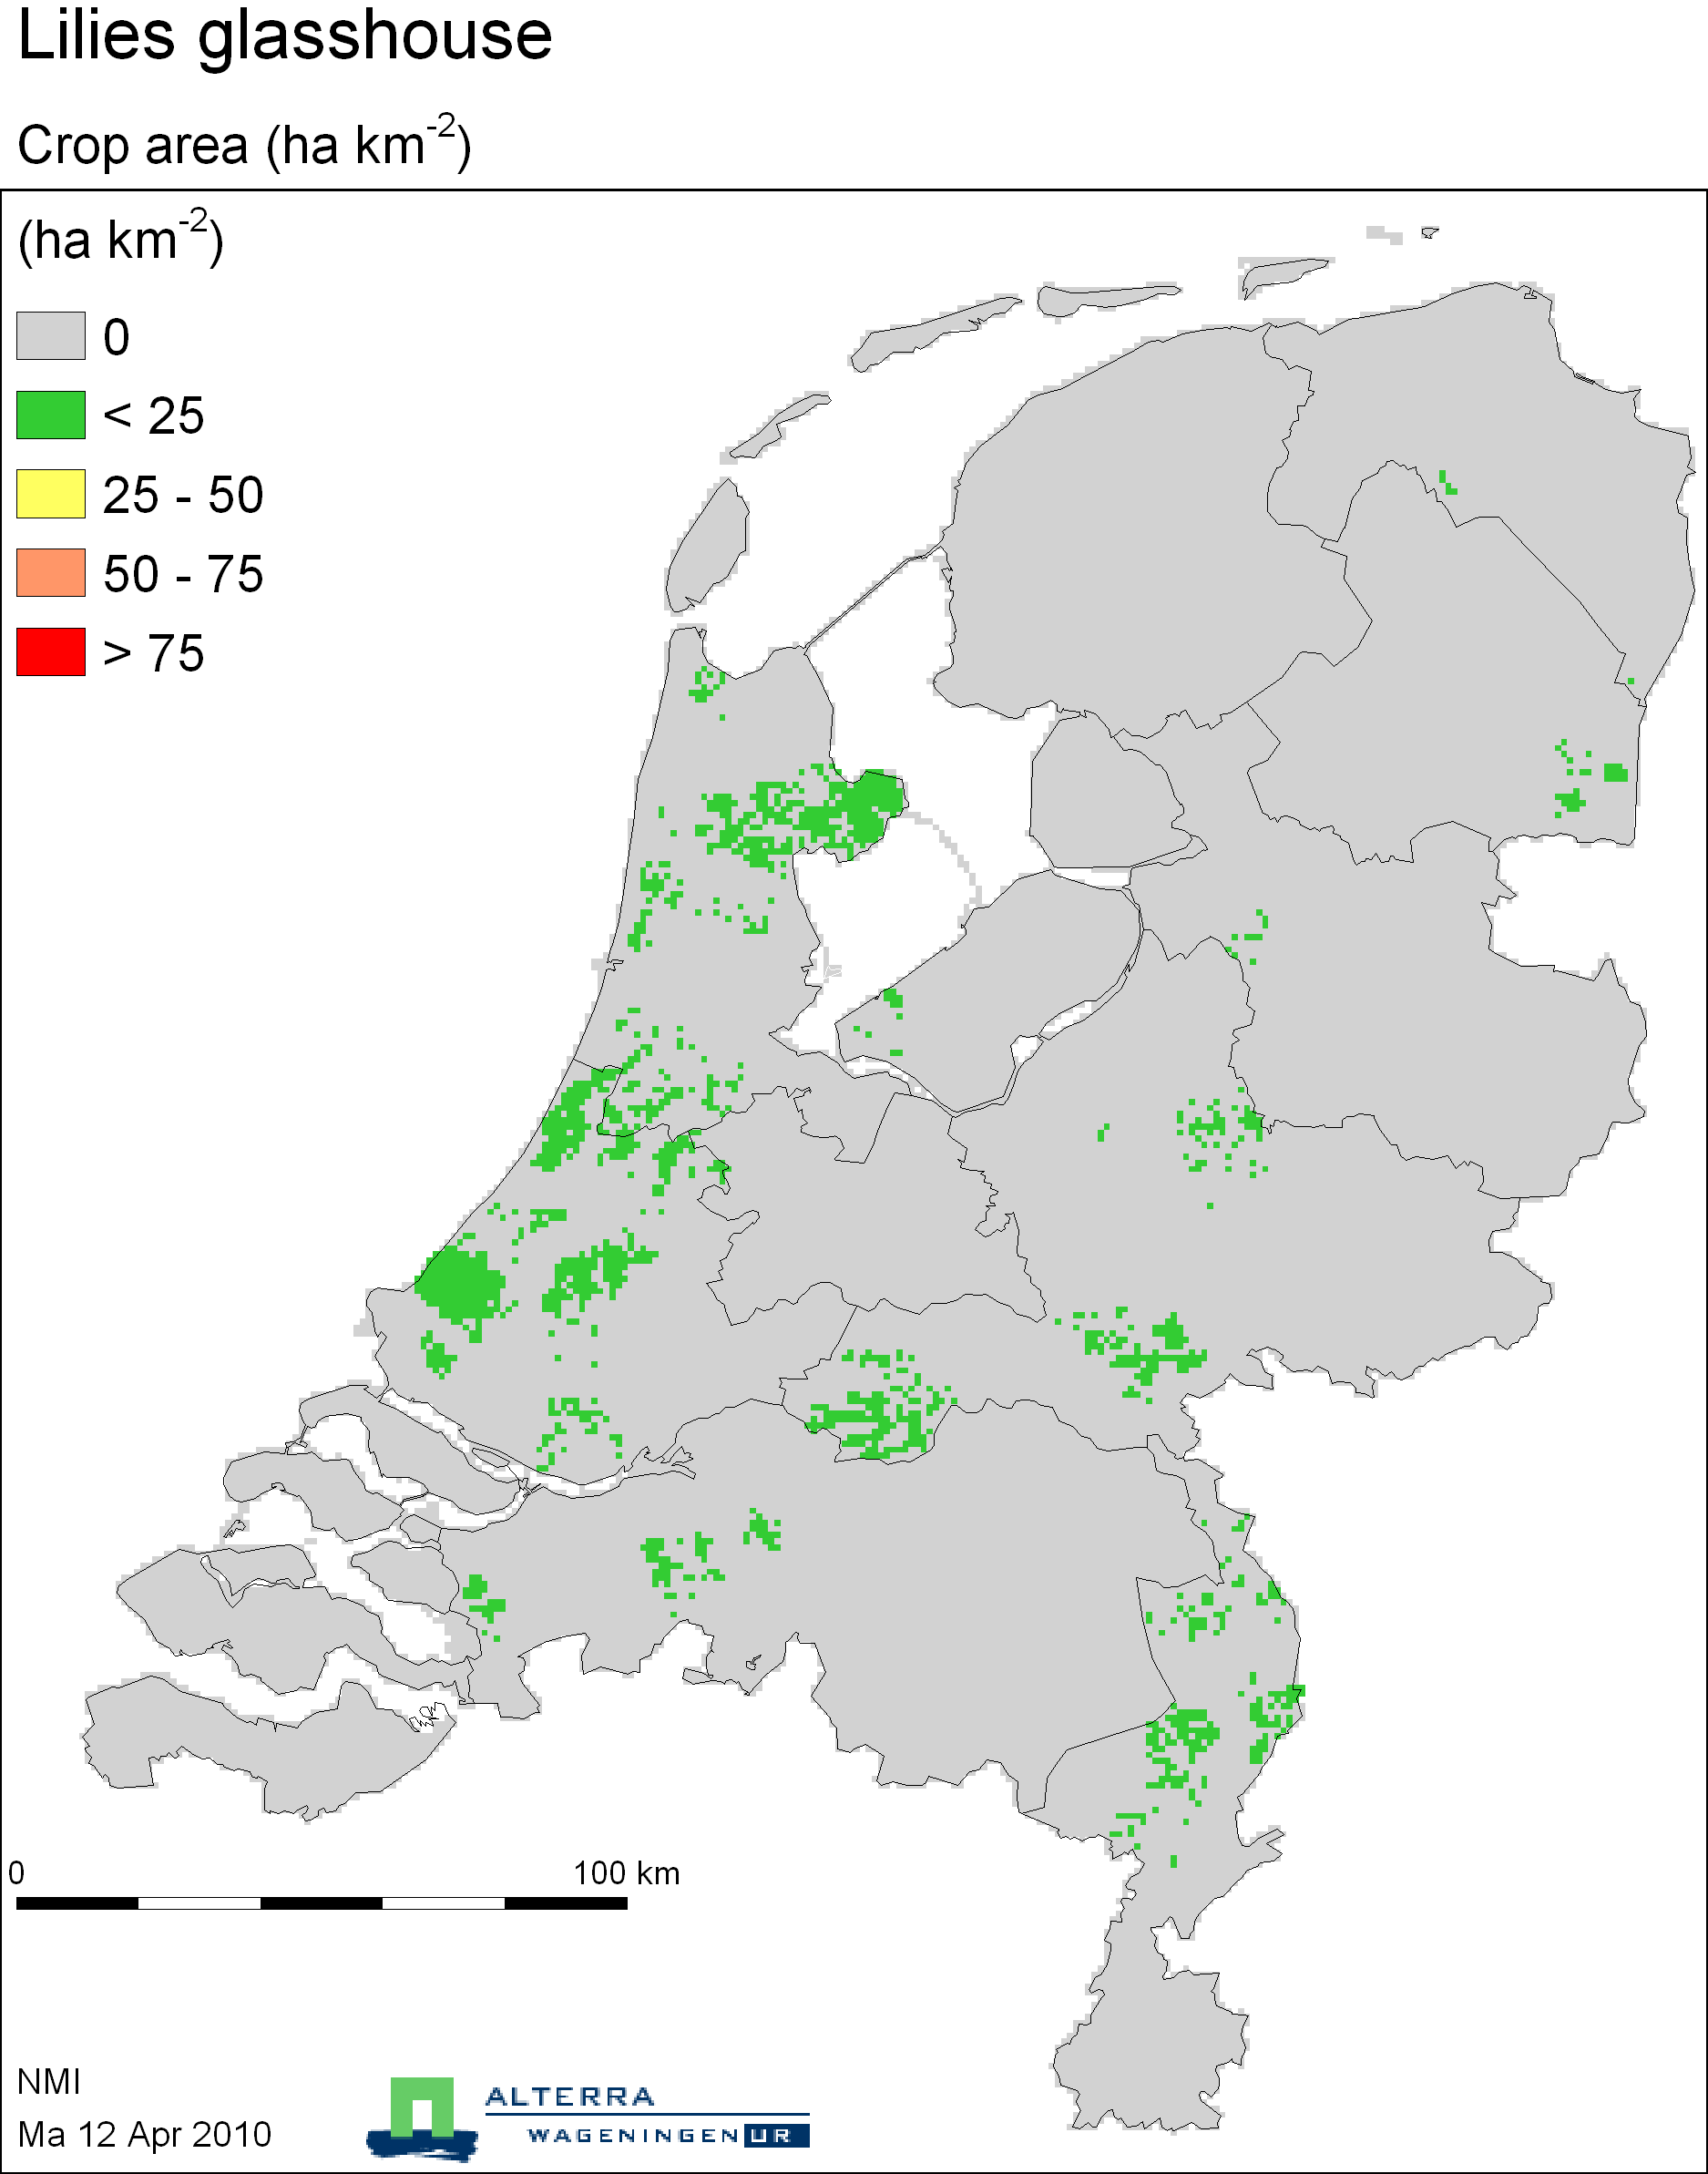 Lilies glasshouse
Crop area (ha km-2)
(ha km-2)
0
< 25
25 - 50
50 - 75
> 75
0 100 km
NMI
Ma 12 Apr 2010
ALTERRA
WAGENINGEN UR